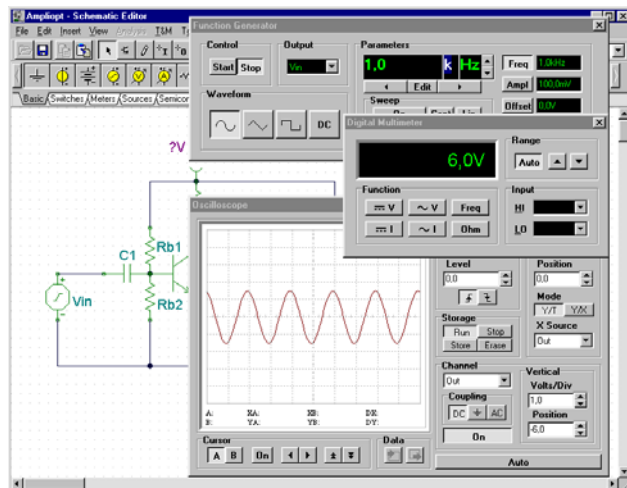 Ampliopt - Schematic Editor
File Edit Insert View Analysis T&M
Basic Switches Meters Sources Semicon
Function Generator
Control
Start Stop
Output
Vin
Parameters
1,0 k Hz
Edit
Sweep
Freq 1,0kHz
Ampl 100,0mV
Offset 0,0V
Waveform
DC
Digital Multimeter
6,0V
Range
Auto
Function
V V Freq
I I Ohm
Input
HI
LO
?V
C1
Rb1
Rb2
Vin
Oscilloscope
A: XA: XB: DX:
B: YA: YB: DY:
Cursor
A B On
Data
Level
0,0
Position
0,0
Mode
Y/T Y/X
X Source
Out
Storage
Run Stop
Store Erase
Channel
Out
Coupling
DC AC
On
Vertical
Volts/Div
1,0
Position
-6,0
Auto